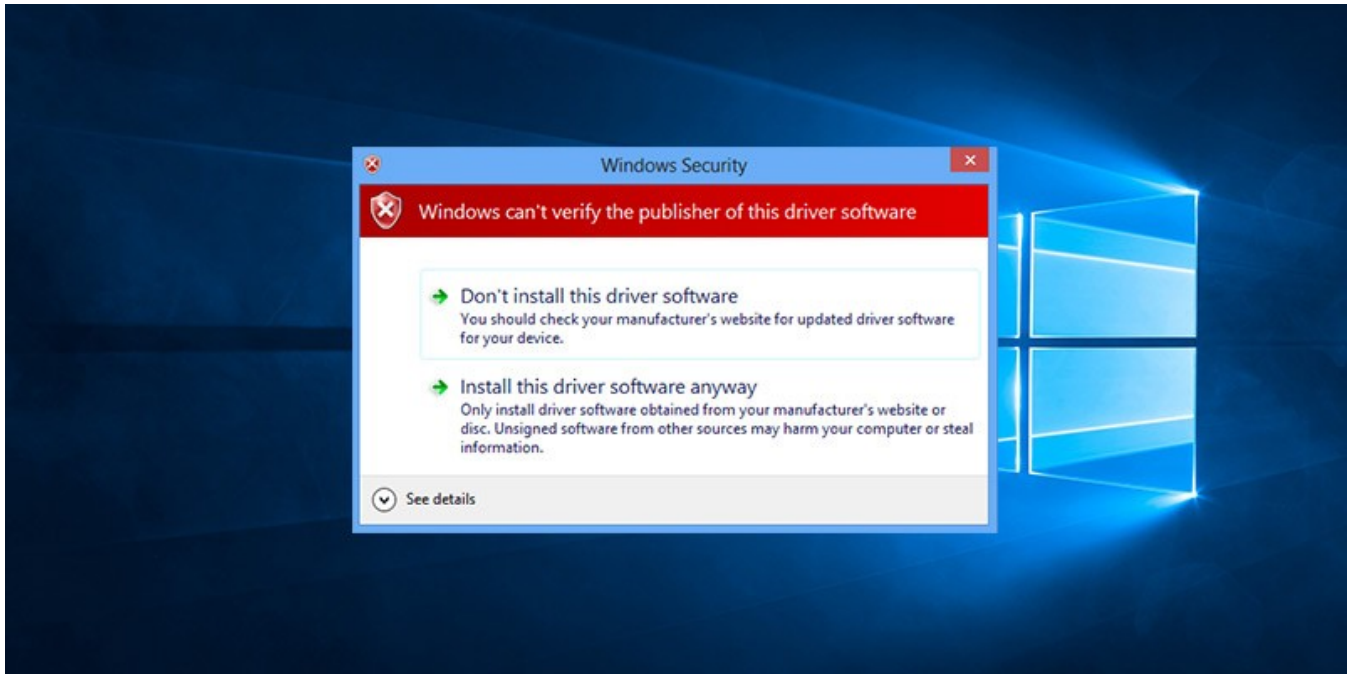 Windows Security
Windows can't verify the publisher of this driver software
Don't install this driver software
You should check your manufacturer's website for updated driver software
for your device.
Install this driver software anyway
Only install driver software obtained from your manufacturer's website or
disc. Unsigned software from other sources may harm your computer or steal
information.
See details